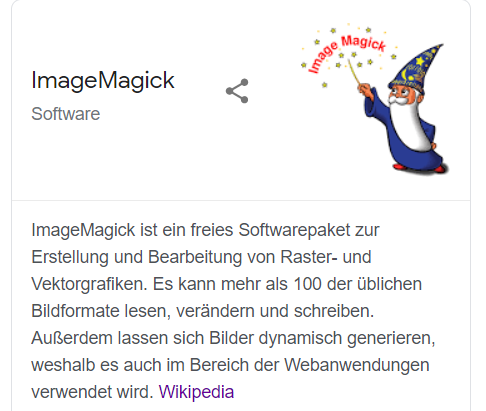 Image Magick
ImageMagick
Software
ImageMagick ist ein freies Softwarepaket zur
Erstellung und Bearbeitung von Raster- und
Vektorgrafiken. Es kann mehr als 100 der üblichen
Bildformate lesen, verändern und schreiben.
Außerdem lassen sich Bilder dynamisch generieren,
weshalb es auch im Bereich der Webanwendungen
verwendet wird. Wikipedia